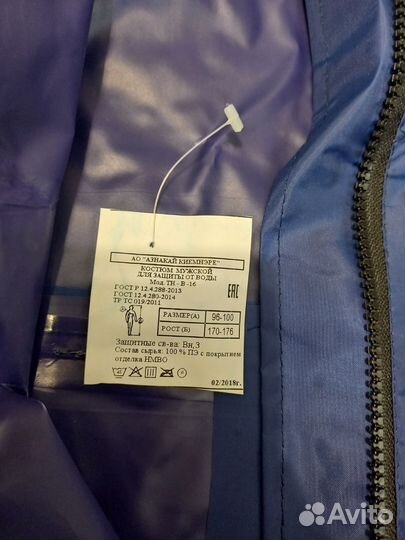 АО "АЗНАКАЙ КИЕМНЭРЕ"
КОСТЮМ МУЖСКОЙ
ДЛЯ ЗАЩИТЫ ОТ ВОДЫ
Мод. ТН - В -16
ГОСТ Р 12.4.288-2013
ГОСТ 12.4.280-2014
ТР ТС 019/2011
ЕАС
РАЗМЕР(А) 96-100
РОСТ (Б) 170-176
Защитные св-ва: Вн,З
Состав сырья: 100 % ПЭ с покрытием
отделка НМВО
02/2018г.
Avito